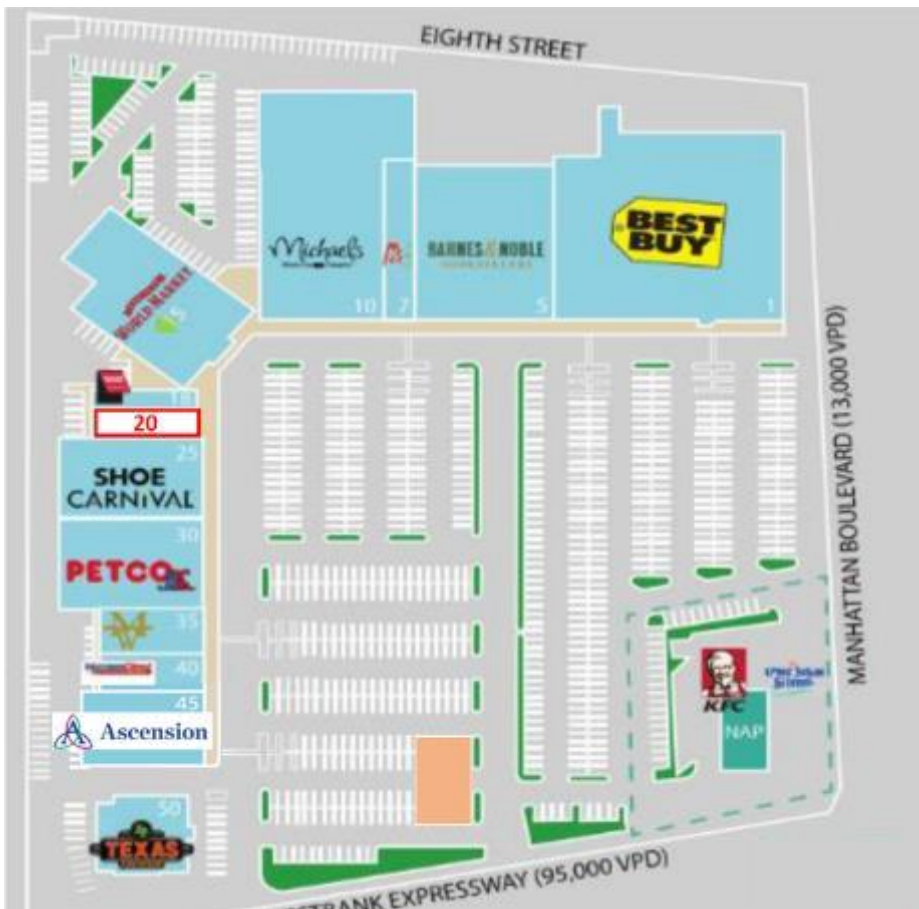 EIGHTH STREET
BEST
BUY
Michaels
BARNES & NOBLE
BOOKSELLERS
10
7
5
1
WORLD MARKET
15
20
25
SHOE
CARNIVAL
30
PETCO
35
40
45
Ascension
50
TEXAS
KFC
NAP
MANHATTAN BOULEVARD (13,000 VPD)
EXPRESSWAY (95,000 VPD)